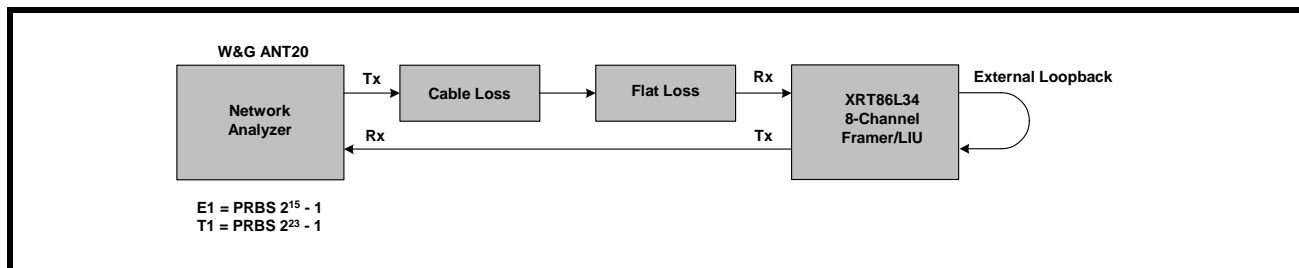 W&G ANT20
Network
Analyzer
Tx
Cable Loss
Flat Loss
Rx
XRT86L34
8-Channel
Framer/LIU
External Loopback
Rx
Tx
E1 = PRBS 2¹⁵ - 1
T1 = PRBS 2²³ - 1